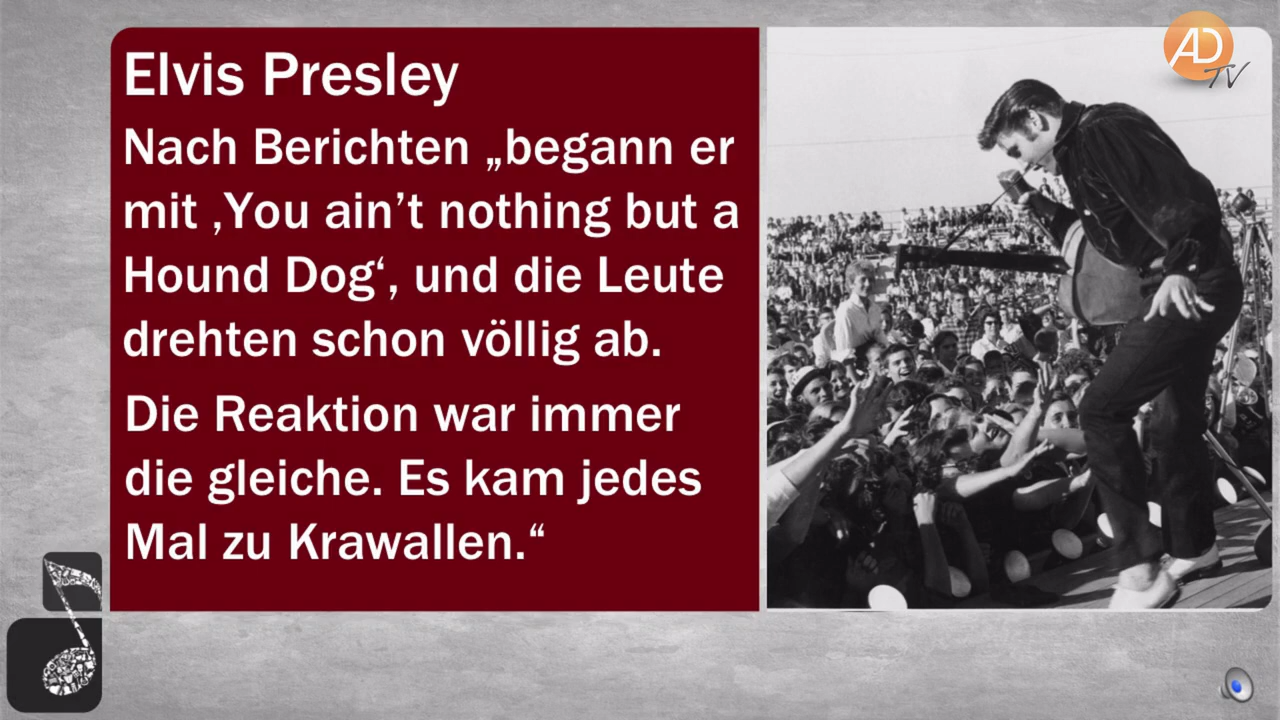 Elvis Presley
Nach Berichten „begann er
mit ‚You ain’t nothing but a
Hound Dog‘, und die Leute
drehten schon völlig ab.
Die Reaktion war immer
die gleiche. Es kam jedes
Mal zu Krawallen.“
AD
TV